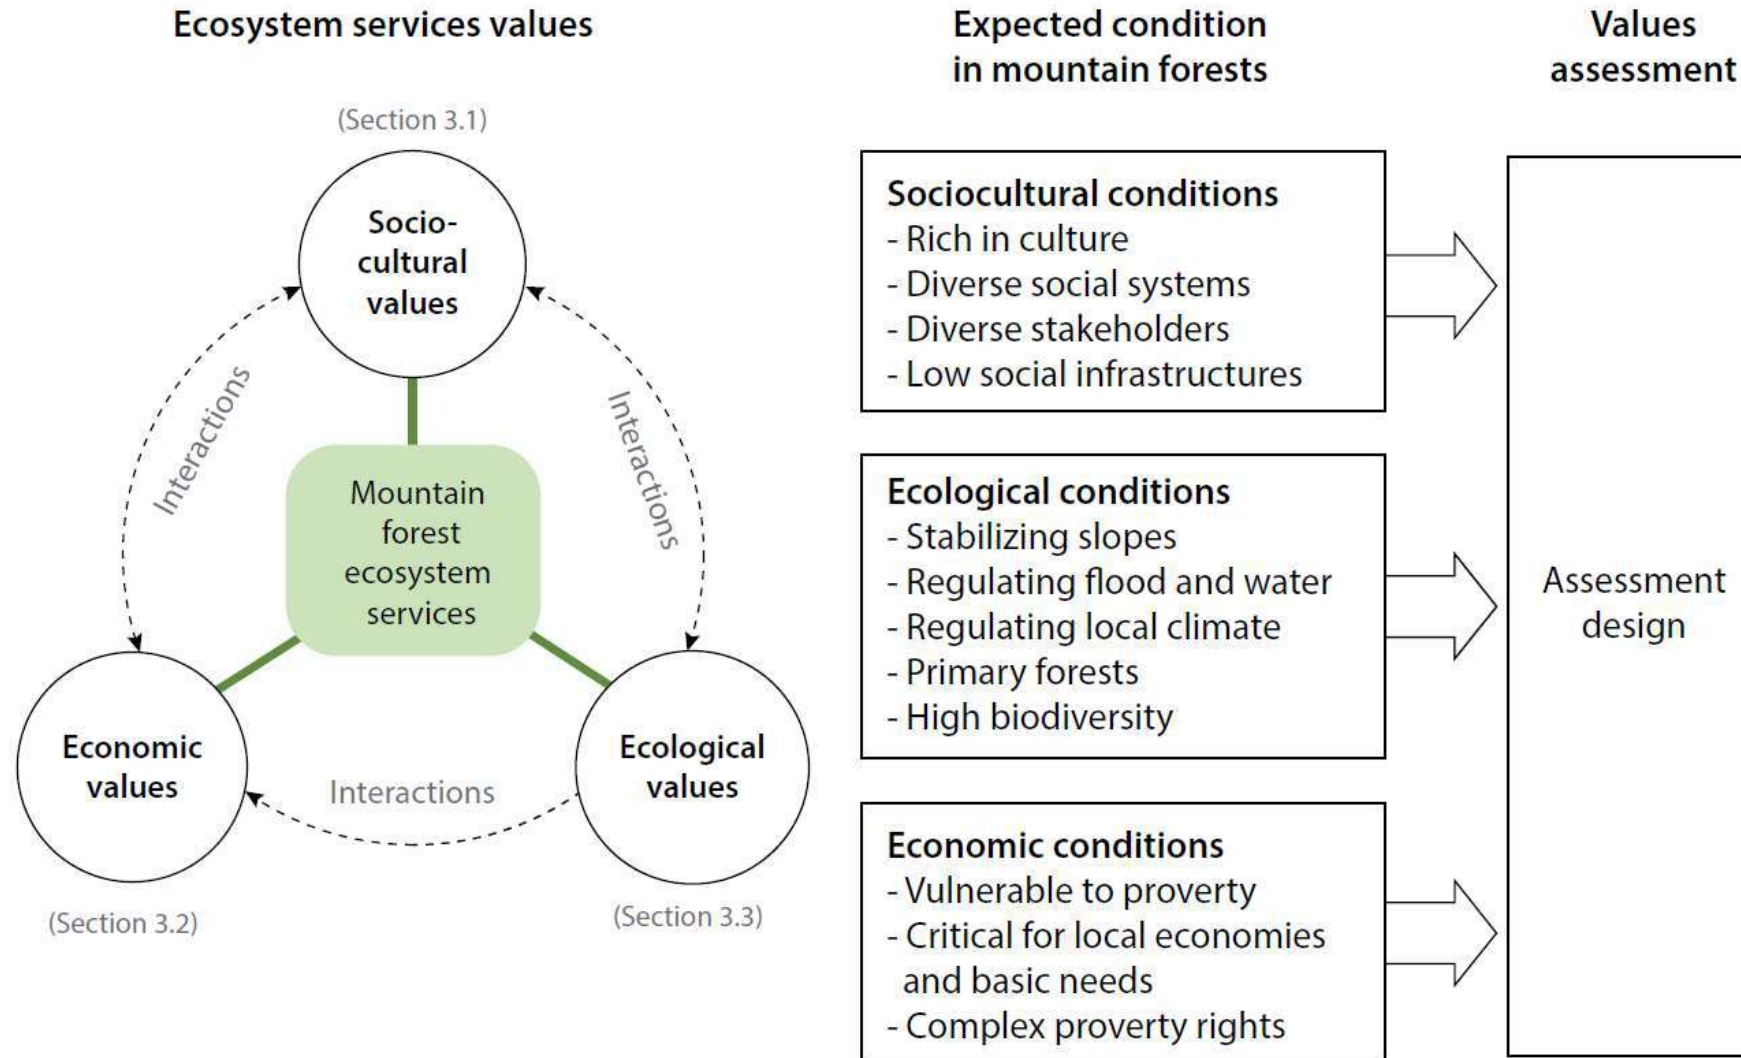 Ecosystem services values
(Section 3.1)
Socio-
cultural
values
Interactions
Interactions
Mountain
forest
ecosystem
services
Economic
values
Interactions
Ecological
values
(Section 3.2)
(Section 3.3)
Expected condition
in mountain forests
Sociocultural conditions
- Rich in culture
- Diverse social systems
- Diverse stakeholders
- Low social infrastructures
Ecological conditions
- Stabilizing slopes
- Regulating flood and water
- Regulating local climate
- Primary forests
- High biodiversity
Economic conditions
- Vulnerable to proverty
- Critical for local economies
and basic needs
- Complex proverty rights
Values
assessment
Assessment
design